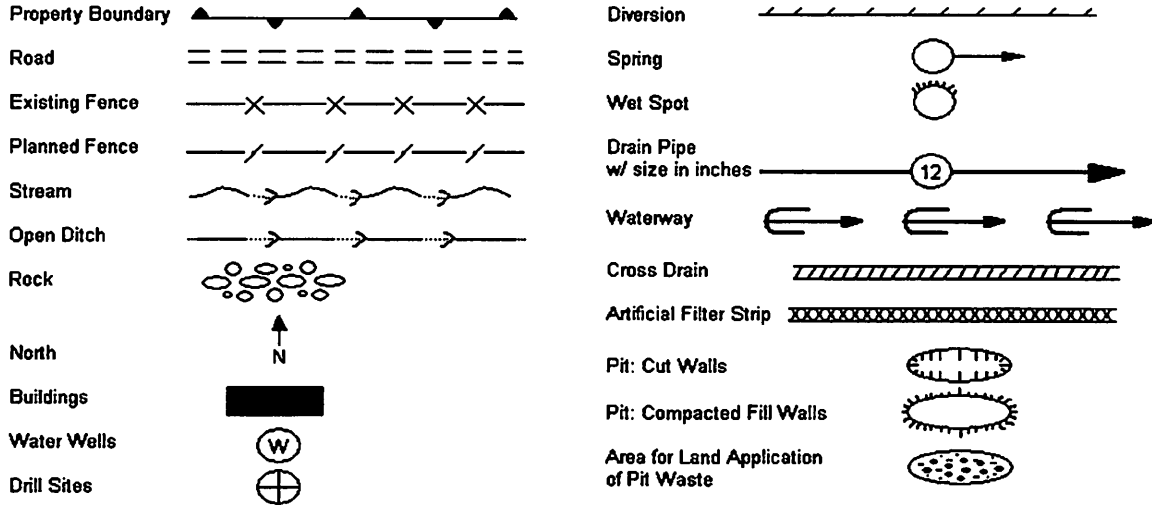 Property Boundary
Road
Existing Fence
Planned Fence
Stream
Open Ditch
Rock
North
N
Buildings
Water Wells
W
Drill Sites
Diversion
Spring
Wet Spot
Drain Pipe
w/ size in inches
12
Waterway
Cross Drain
Artificial Filter Strip
Pit: Cut Walls
Pit: Compacted Fill Walls
Area for Land Application
of Pit Waste